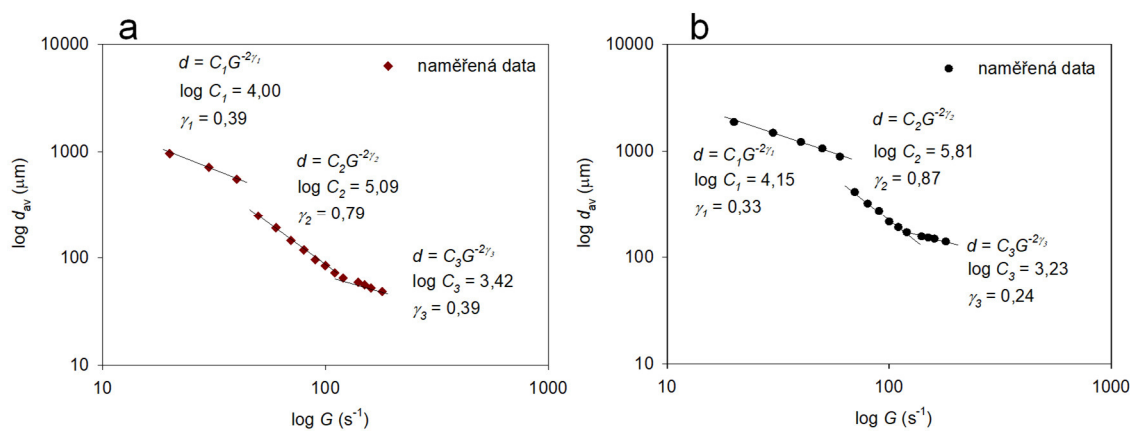 a
10000
1000
100
10
10
100
1000
log d_av (µm)
log G (s⁻¹)
naměřená data
d = C₁G^-2γ₁
log C₁ = 4,00
γ₁ = 0,39
d = C₂G^-2γ₂
log C₂ = 5,09
γ₂ = 0,79
d = C₃G^-2γ₃
log C₃ = 3,42
γ₃ = 0,39
b
10000
1000
100
10
10
100
1000
log d_av (µm)
log G (s⁻¹)
naměřená data
d = C₂G^-2γ₂
log C₂ = 5,81
γ₂ = 0,87
d = C₁G^-2γ₁
log C₁ = 4,15
γ₁ = 0,33
d = C₃G^-2γ₃
log C₃ = 3,23
γ₃ = 0,24